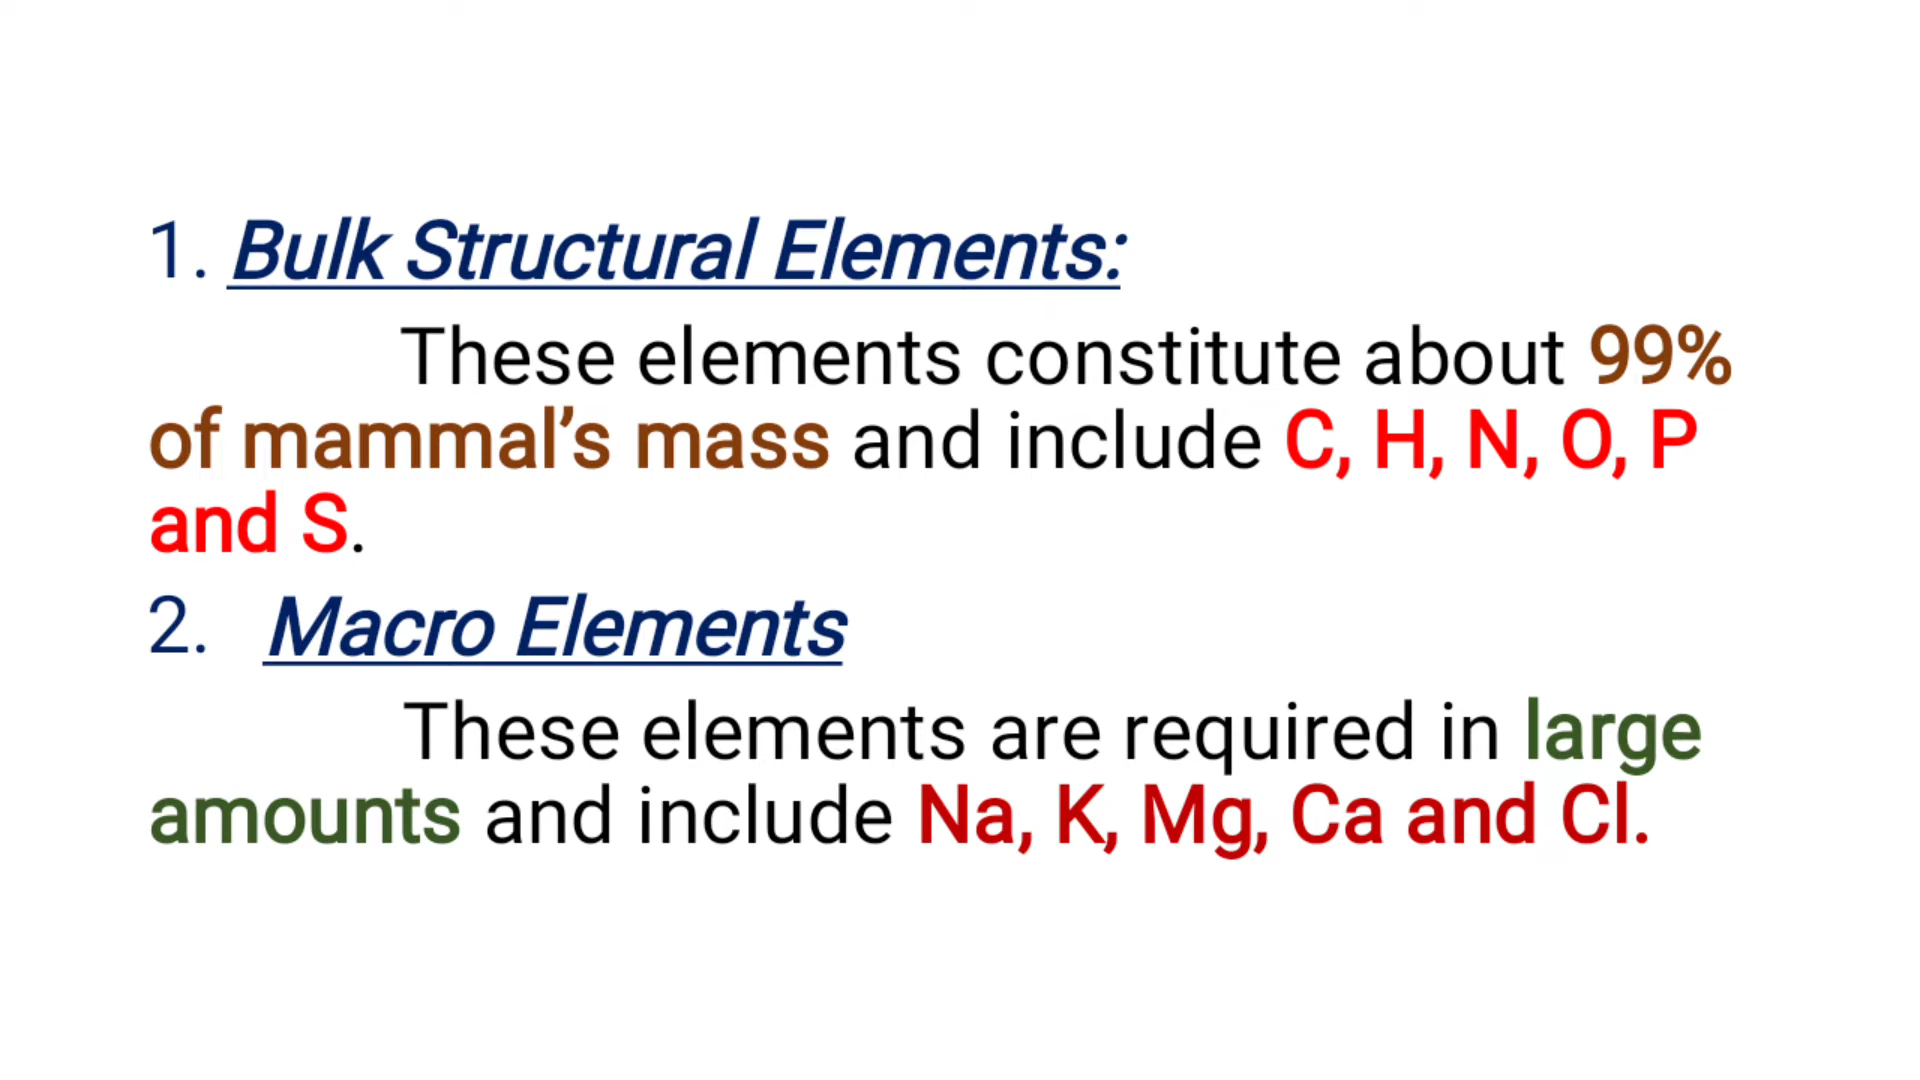 1. Bulk Structural Elements:
These elements constitute about 99%
of mammal’s mass and include C, H, N, O, P
and S.
2. Macro Elements
These elements are required in large
amounts and include Na, K, Mg, Ca and Cl.